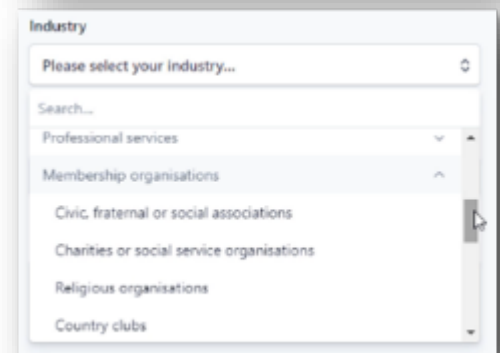 Industry
Please select your industry...
Search...
Professional services
Membership organisations
Civic, fraternal or social associations
Charities or social service organisations
Religious organisations
Country clubs